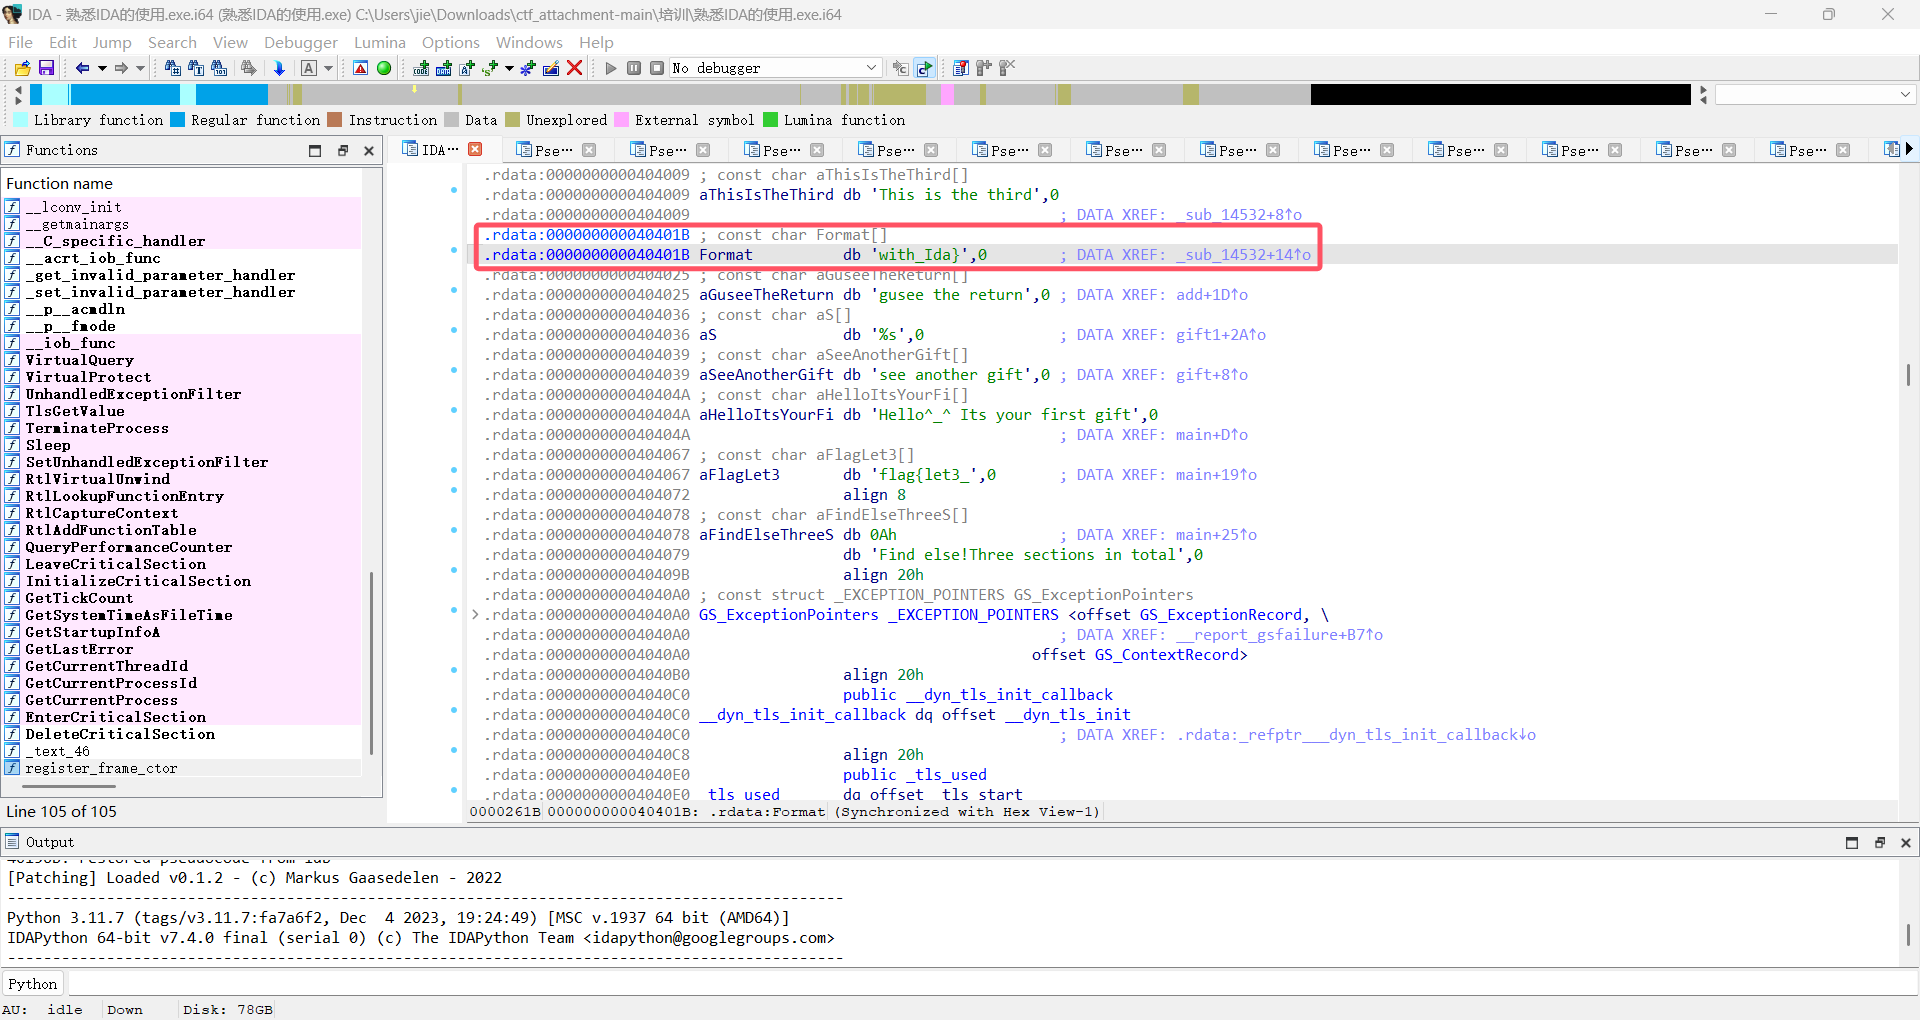 IDA - 熟悉IDA的使用.exe.i64 (熟悉IDA的使用.exe) C:\Users\jie\Downloads\ctf_attachment-main\培训\熟悉IDA的使用.exe.i64
File Edit Jump Search View Debugger Lumina Options Windows Help
No debugger
Library function Regular function Instruction Data Unexplored External symbol Lumina function
Functions
IDA··· Pse··· Pse··· Pse··· Pse··· Pse··· Pse··· Pse··· Pse··· Pse··· Pse··· Pse··· Pse···
Function name
__lconv_init
__getmainargs
__C_specific_handler
__acrt_iob_func
_get_invalid_parameter_handler
_set_invalid_parameter_handler
__p__acmdln
__p__fmode
__iob_func
VirtualQuery
VirtualProtect
UnhandledExceptionFilter
TlsGetValue
TerminateProcess
Sleep
SetUnhandledExceptionFilter
RtlVirtualUnwind
RtlLookupFunctionEntry
RtlCaptureContext
RtlAddFunctionTable
QueryPerformanceCounter
LeaveCriticalSection
InitializeCriticalSection
GetTickCount
GetSystemTimeAsFileTime
GetStartupInfoA
GetLastError
GetCurrentThreadId
GetCurrentProcessId
GetCurrentProcess
EnterCriticalSection
DeleteCriticalSection
_text_46
register_frame_ctor
Line 105 of 105
.rdata:0000000000404009 ; const char aThisIsTheThird[]
.rdata:0000000000404009 aThisIsTheThird db 'This is the third',0
.rdata:0000000000404009 ; DATA XREF: _sub_14532+8↑o
.rdata:000000000040401B ; const char Format[]
.rdata:000000000040401B Format db 'with_Ida}',0 ; DATA XREF: _sub_14532+14↑o
.rdata:0000000000404025 ; const char aGuseeTheReturn[]
.rdata:0000000000404025 aGuseeTheReturn db 'gusee the return',0 ; DATA XREF: add+1D↑o
.rdata:0000000000404036 ; const char aS[]
.rdata:0000000000404036 aS db '%s',0 ; DATA XREF: gift1+2A↑o
.rdata:0000000000404039 ; const char aSeeAnotherGift[]
.rdata:0000000000404039 aSeeAnotherGift db 'see another gift',0 ; DATA XREF: gift+8↑o
.rdata:000000000040404A ; const char aHelloItsYourFi[]
.rdata:000000000040404A aHelloItsYourFi db 'Hello^_^ Its your first gift',0
.rdata:000000000040404A ; DATA XREF: main+D↑o
.rdata:0000000000404067 ; const char aFlagLet3[]
.rdata:0000000000404067 aFlagLet3 db 'flag{let3_',0 ; DATA XREF: main+19↑o
.rdata:0000000000404072 align 8
.rdata:0000000000404078 ; const char aFindElseThreeS[]
.rdata:0000000000404078 aFindElseThreeS db 0Ah ; DATA XREF: main+25↑o
.rdata:0000000000404079 db 'Find else!Three sections in total',0
.rdata:000000000040409B align 20h
.rdata:00000000004040A0 ; const struct _EXCEPTION_POINTERS GS_ExceptionPointers
.rdata:00000000004040A0 GS_ExceptionPointers _EXCEPTION_POINTERS <offset GS_ExceptionRecord, \
.rdata:00000000004040A0 ; DATA XREF: __report_gsfailure+B7↑o
.rdata:00000000004040A0 offset GS_ContextRecord>
.rdata:00000000004040B0 align 20h
.rdata:00000000004040C0 public __dyn_tls_init_callback
.rdata:00000000004040C0 __dyn_tls_init_callback dq offset __dyn_tls_init
.rdata:00000000004040C0 ; DATA XREF: .rdata:_refptr___dyn_tls_init_callback↓o
.rdata:00000000004040C8 align 20h
.rdata:00000000004040E0 public _tls_used
.rdata:00000000004040E0 _tls_used dq offset _tls_start
0000261B 000000000040401B: .rdata:Format (Synchronized with Hex View-1)
Output
40198B: restored pseudocode from idb
[Patching] Loaded v0.1.2 - (c) Markus Gaasedelen - 2022
---------------------------------------------------------------------------------------------
Python 3.11.7 (tags/v3.11.7:fa7a6f2, Dec  4 2023, 19:24:49) [MSC v.1937 64 bit (AMD64)]
IDAPython 64-bit v7.4.0 final (serial 0) (c) The IDAPython Team <idapython@googlegroups.com>
---------------------------------------------------------------------------------------------
Python
AU: idle Down Disk: 78GB